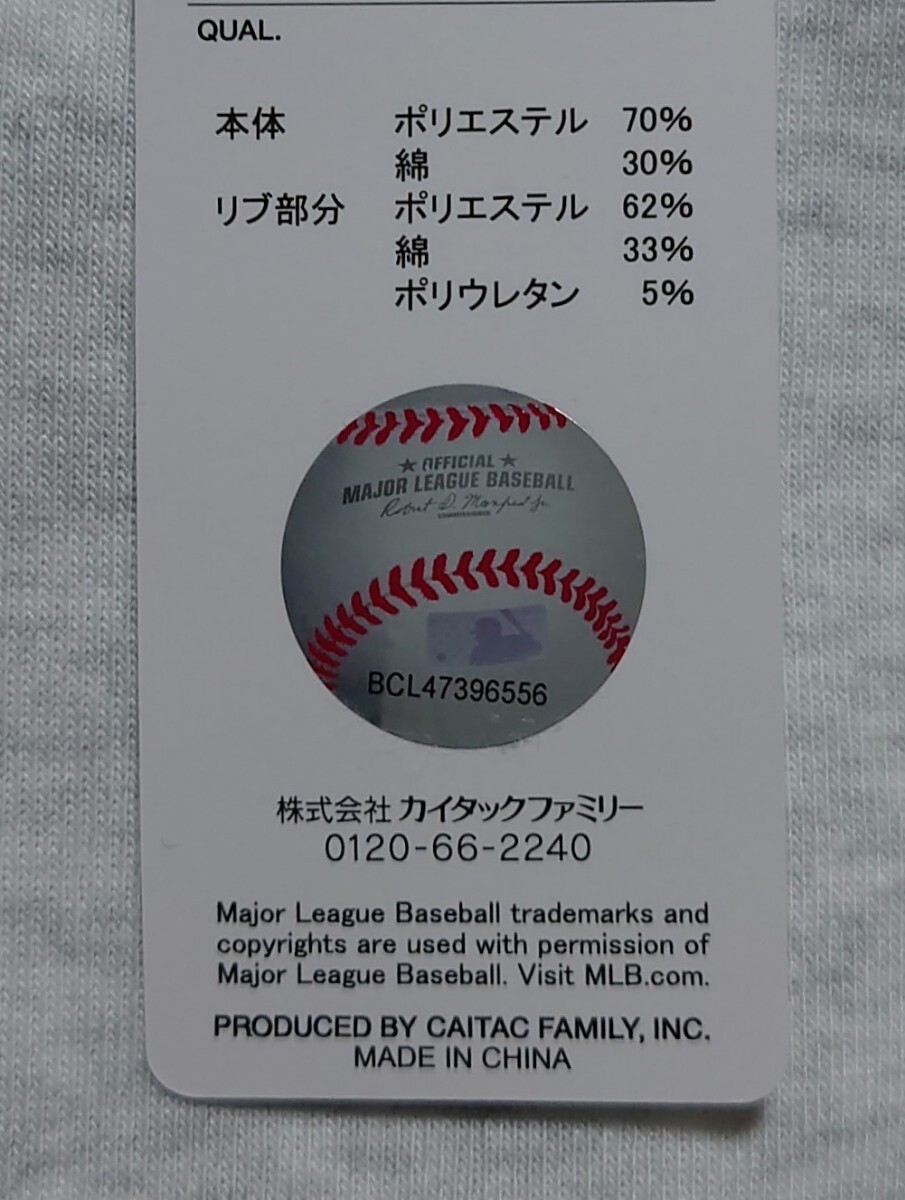 QUAL.
本体 ポリエステル 70%
綿 30%
リブ部分 ポリエステル 62%
綿 33%
ポリウレタン 5%
★ OFFICIAL ★
MAJOR LEAGUE BASEBALL
Robert D. Manfred Jr.
COMMISSIONER
BCL47396556
株式会社 カイタックファミリー
0120-66-2240
Major League Baseball trademarks and
copyrights are used with permission of
Major League Baseball. Visit MLB.com.
PRODUCED BY CAITAC FAMILY, INC.
MADE IN CHINA